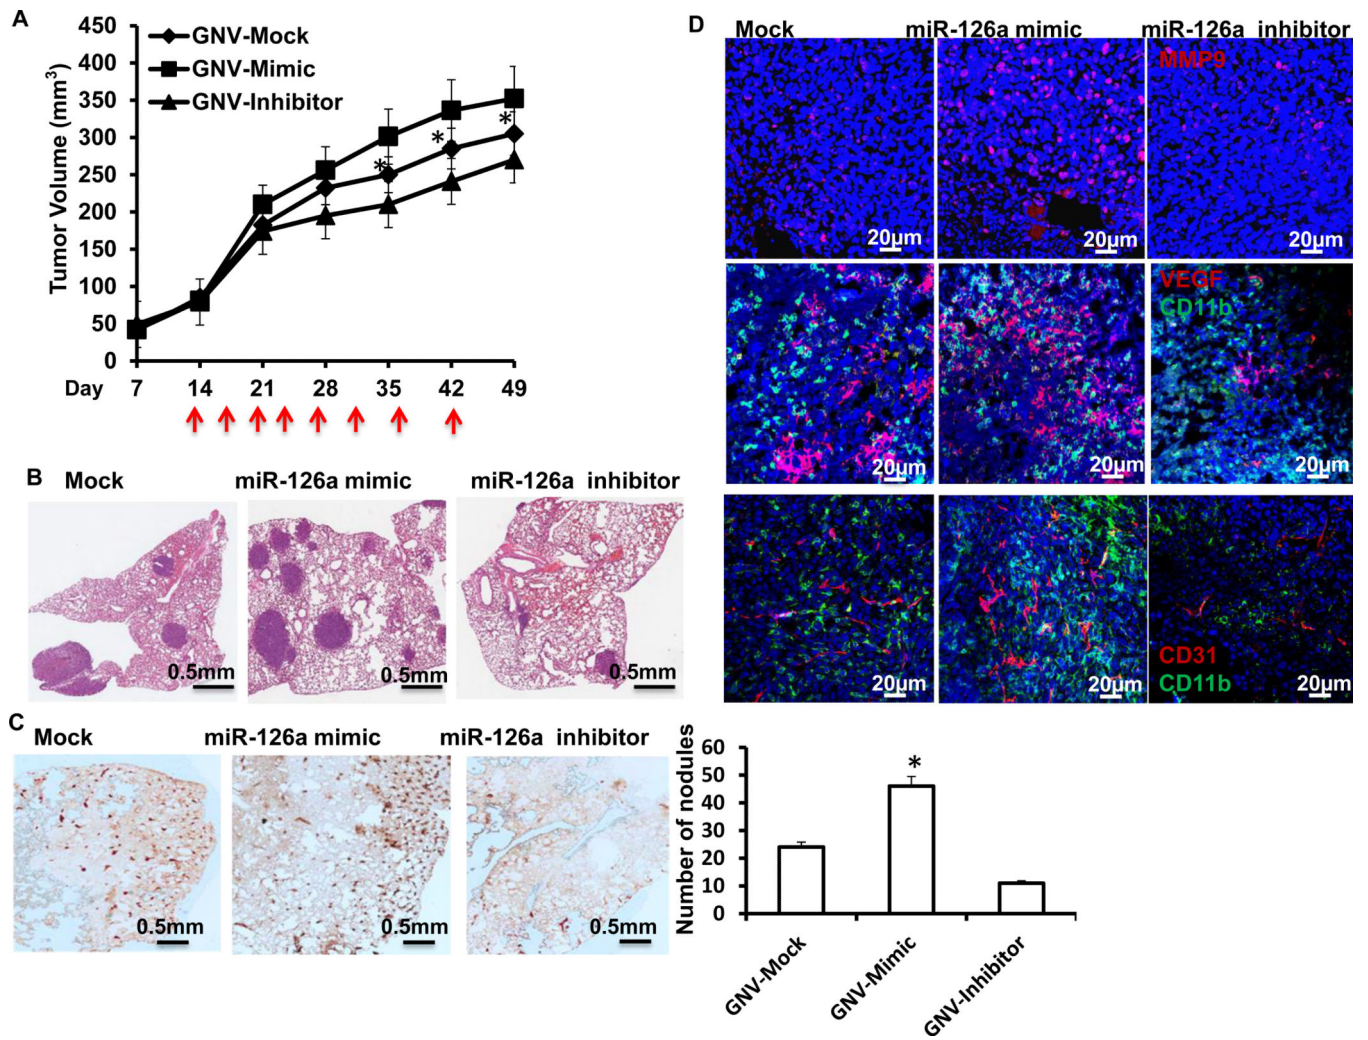 A
450
400
350
300
250
200
150
100
50
0
Tumor Volume (mm³)
GNV-Mock
GNV-Mimic
GNV-Inhibitor
*
*
*
Day 7 14 21 28 35 42 49
B
Mock miR-126a mimic miR-126a inhibitor
0.5mm 0.5mm 0.5mm
C
Mock miR-126a mimic miR-126a inhibitor
0.5mm 0.5mm 0.5mm
D
Mock miR-126a mimic miR-126a inhibitor
MMP9
20µm 20µm 20µm
VEGF
CD11b
20µm 20µm 20µm
CD31
CD11b
20µm 20µm 20µm
Number of nodules
60
50
40
30
20
10
0
*
GNV-Mock
GNV-Mimic
GNV-Inhibitor